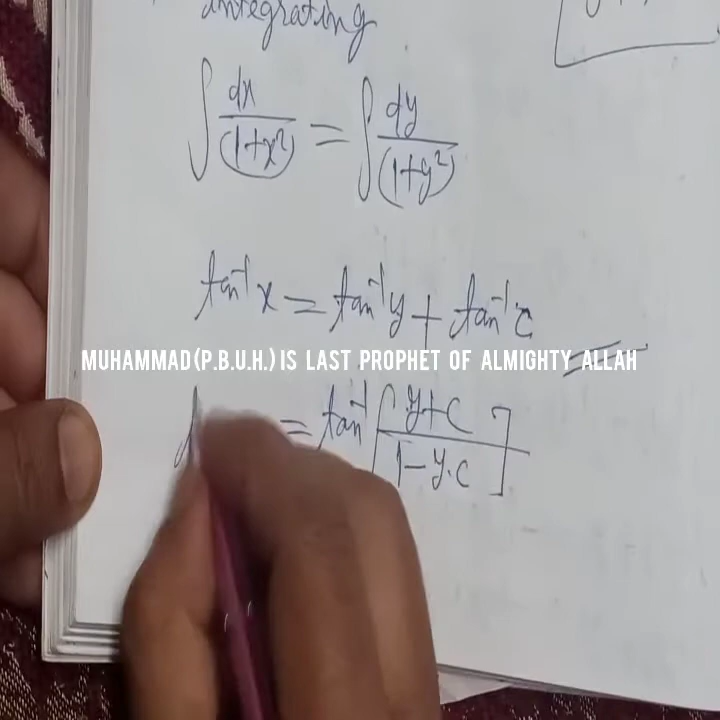 integrating
∫ dx/(1+x²) = ∫ dy/(1+y²)
tan⁻¹x = tan⁻¹y + tan⁻¹c
MUHAMMAD (P.B.U.H.) IS LAST PROPHET OF ALMIGHTY ALLAH
= tan⁻¹[y+c/1-y.c]